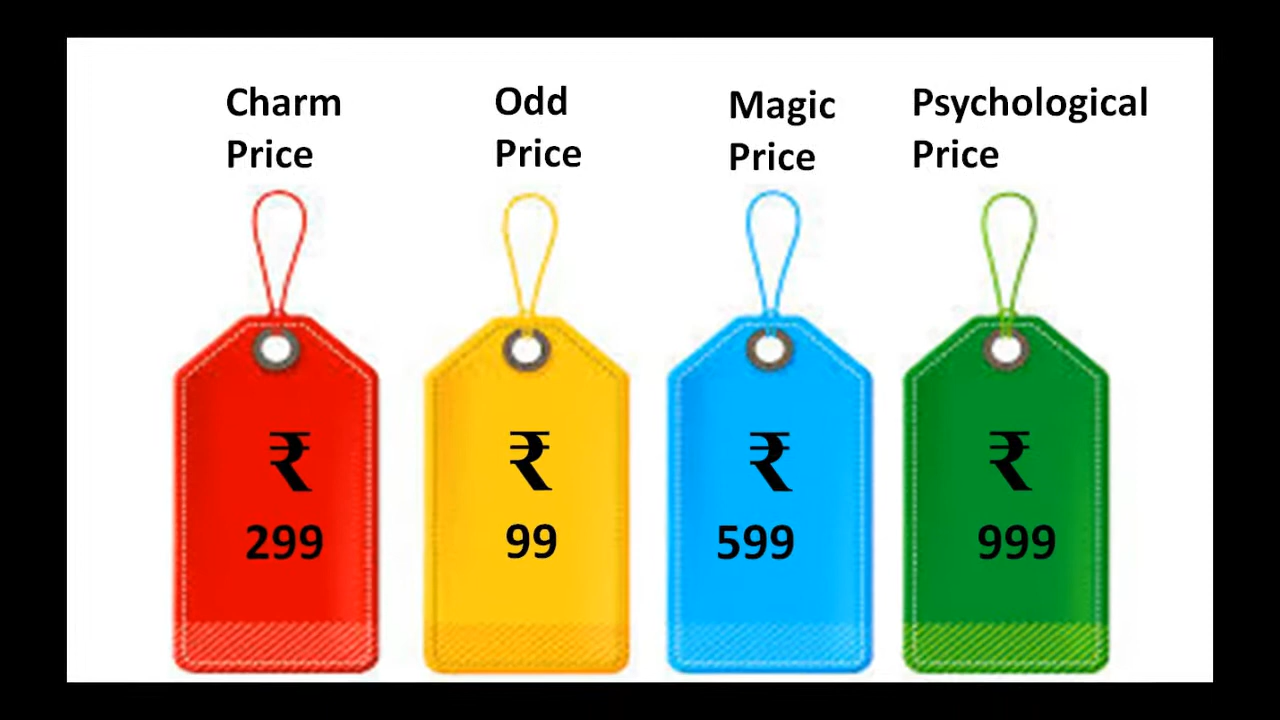 Charm
Price
Odd
Price
Magic
Price
Psychological
Price
₹
299
₹
99
₹
599
₹
999